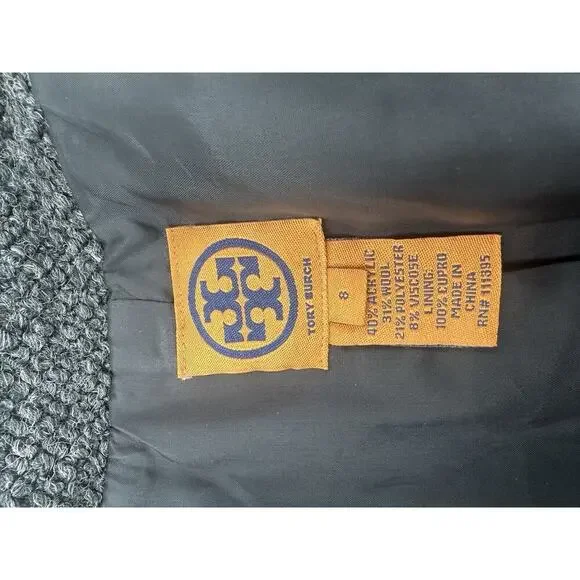 TORY BURCH
8
40% ACRYLIC
31% WOOL
21% POLYESTER
8% VISCOSE
LINING:
100% CUPRO
MADE IN
CHINA
RN# 111395